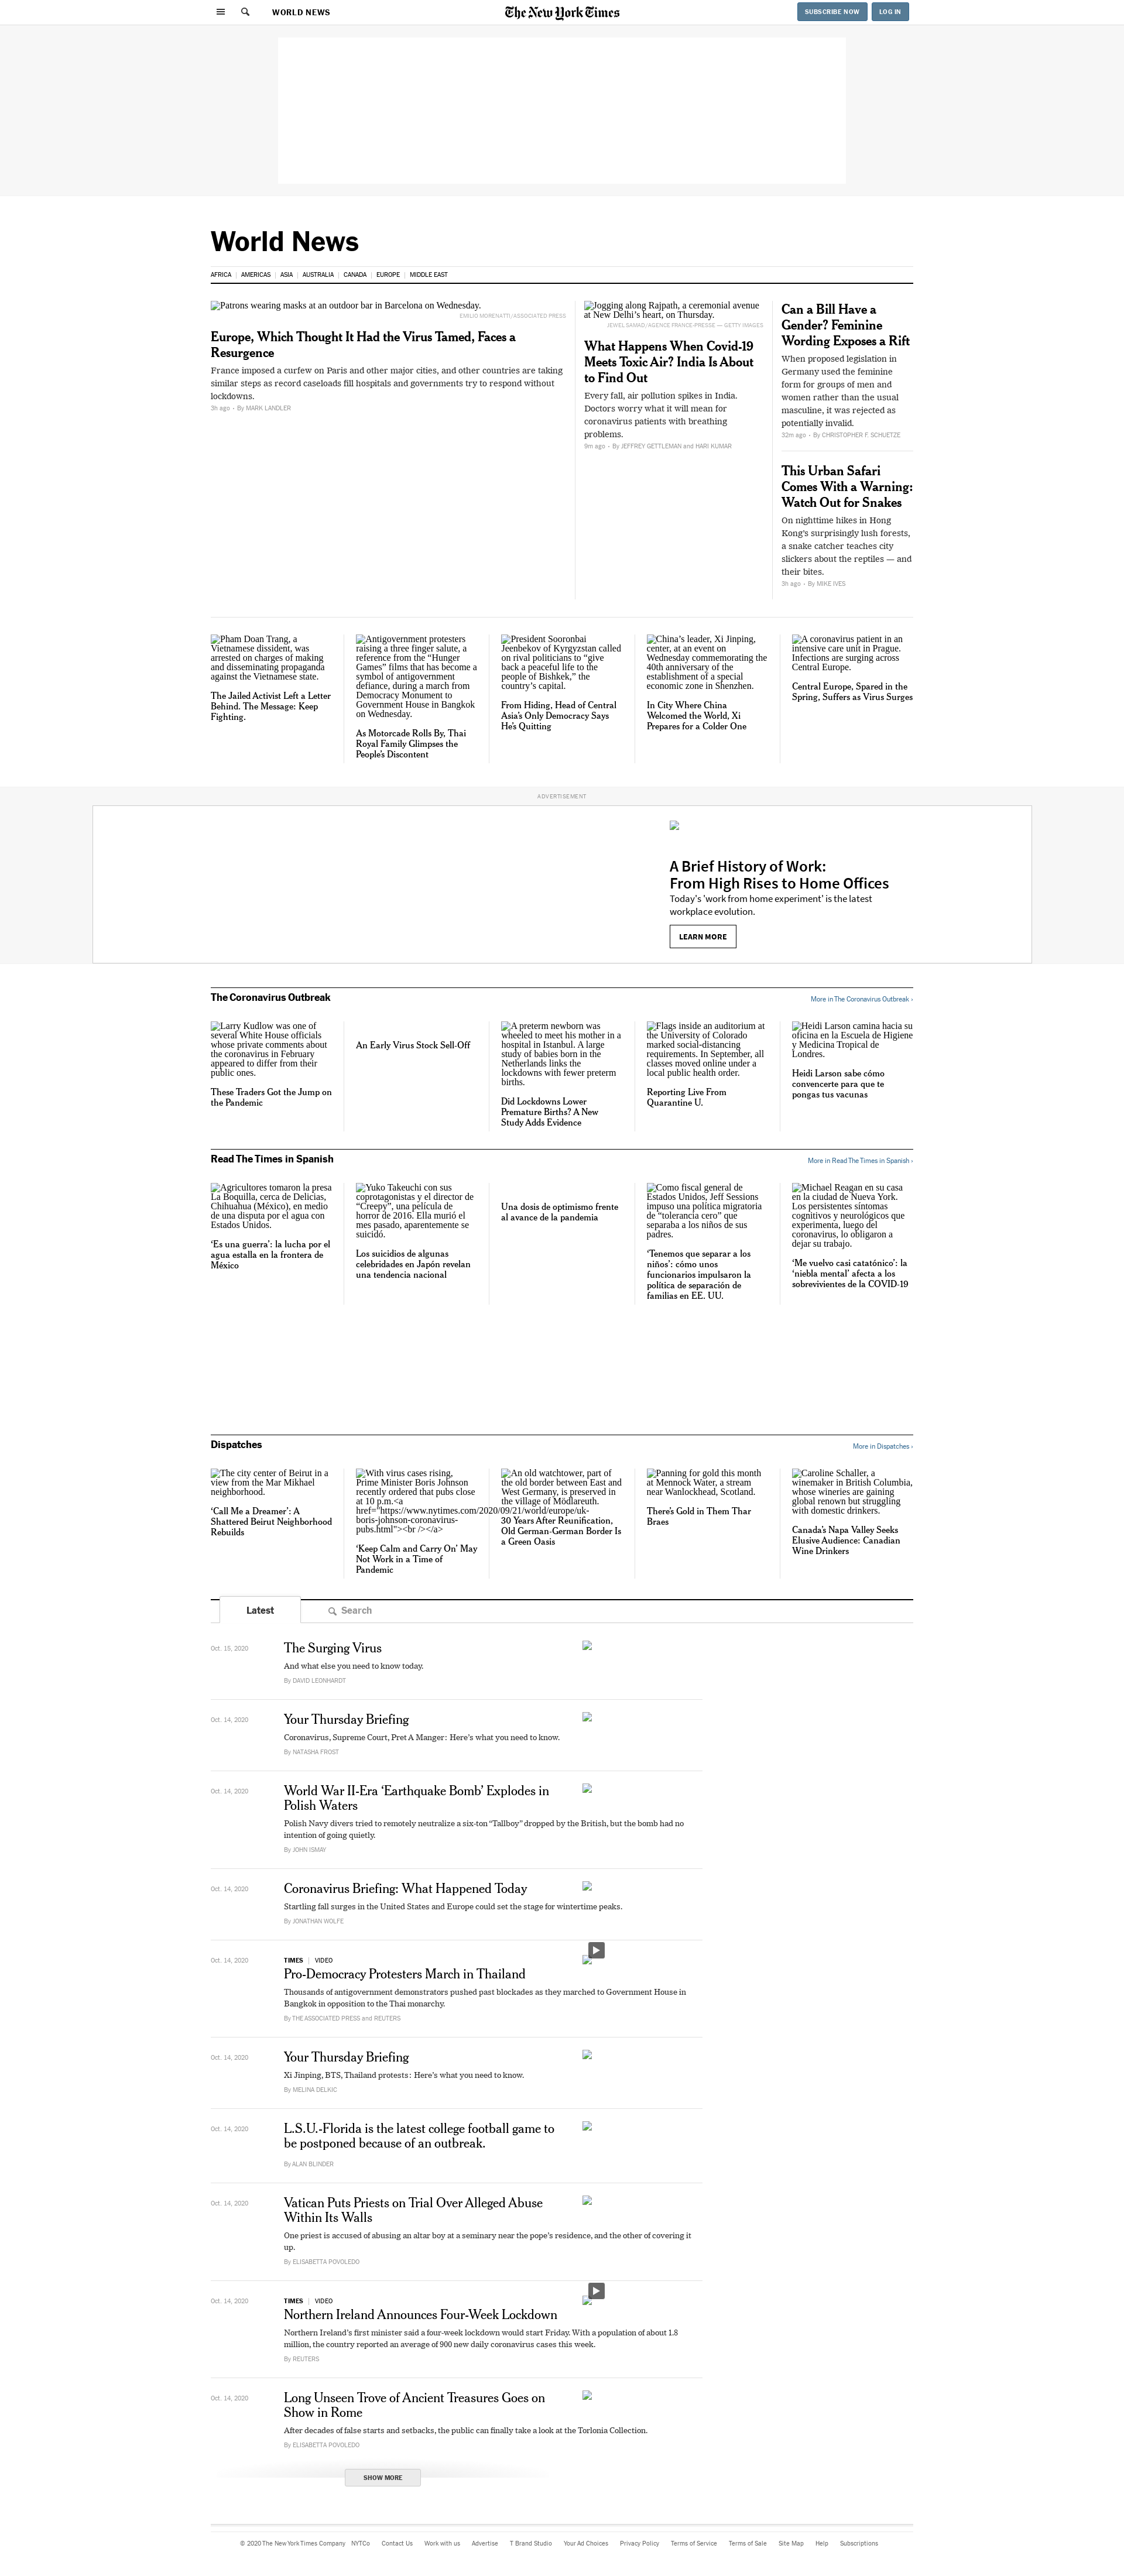 WORLD NEWS
The New York Times
SUBSCRIBE NOW
LOG IN
World News
AFRICA
AMERICAS
ASIA
AUSTRALIA
CANADA
EUROPE
MIDDLE EAST
Patrons wearing masks at an outdoor bar in Barcelona on Wednesday.
EMILIO MORENATTI/ASSOCIATED PRESS
Europe, Which Thought It Had the Virus Tamed, Faces a
Resurgence
France imposed a curfew on Paris and other major cities, and other countries are taking
similar steps as record caseloads fill hospitals and governments try to respond without
lockdowns.
3h ago - By MARK LANDLER
Jogging along Rajpath, a ceremonial avenue
at New Delhi’s heart, on Thursday.
JEWEL SAMAD/AGENCE FRANCE-PRESSE — GETTY IMAGES
What Happens When Covid-19
Meets Toxic Air? India Is About
to Find Out
Every fall, air pollution spikes in India.
Doctors worry what it will mean for
coronavirus patients with breathing
problems.
9m ago - By JEFFREY GETTLEMAN and HARI KUMAR
Can a Bill Have a
Gender? Feminine
Wording Exposes a Rift
When proposed legislation in
Germany used the feminine
form for groups of men and
women rather than the usual
masculine, it was rejected as
potentially invalid.
32m ago - By CHRISTOPHER F. SCHUETZE
This Urban Safari
Comes With a Warning:
Watch Out for Snakes
On nighttime hikes in Hong
Kong’s surprisingly lush forests,
a snake catcher teaches city
slickers about the reptiles — and
their bites.
3h ago - By MIKE IVES
Pham Doan Trang, a
Vietnamese dissident, was
arrested on charges of making
and disseminating propaganda
against the Vietnamese state.
The Jailed Activist Left a Letter
Behind. The Message: Keep
Fighting.
Antigovernment protesters
raising a three finger salute, a
reference from the “Hunger
Games” films that has become a
symbol of antigovernment
defiance, during a march from
Democracy Monument to
Government House in Bangkok
on Wednesday.
As Motorcade Rolls By, Thai
Royal Family Glimpses the
People’s Discontent
President Sooronbai
Jeenbekov of Kyrgyzstan called
on rival politicians to “give
back a peaceful life to the
people of Bishkek,” the
country’s capital.
From Hiding, Head of Central
Asia’s Only Democracy Says
He’s Quitting
China’s leader, Xi Jinping,
center, at an event on
Wednesday commemorating the
40th anniversary of the
establishment of a special
economic zone in Shenzhen.
In City Where China
Welcomed the World, Xi
Prepares for a Colder One
A coronavirus patient in an
intensive care unit in Prague.
Infections are surging across
Central Europe.
Central Europe, Spared in the
Spring, Suffers as Virus Surges
ADVERTISEMENT
A Brief History of Work:
From High Rises to Home Offices
Today's 'work from home experiment' is the latest
workplace evolution.
LEARN MORE
The Coronavirus Outbreak
More in The Coronavirus Outbreak ›
Larry Kudlow was one of
several White House officials
whose private comments about
the coronavirus in February
appeared to differ from their
public ones.
These Traders Got the Jump on
the Pandemic
An Early Virus Stock Sell-Off
A preterm newborn was
wheeled to meet his mother in a
hospital in Istanbul. A large
study of babies born in the
Netherlands links the
lockdowns with fewer preterm
births.
Did Lockdowns Lower
Premature Births? A New
Study Adds Evidence
Flags inside an auditorium at
the University of Colorado
marked social-distancing
requirements. In September, all
classes moved online under a
local public health order.
Reporting Live From
Quarantine U.
Heidi Larson camina hacia su
oficina en la Escuela de Higiene
y Medicina Tropical de
Londres.
Heidi Larson sabe cómo
convencerte para que te
pongas tus vacunas
Read The Times in Spanish
More in Read The Times in Spanish ›
Agricultores tomaron la presa
La Boquilla, cerca de Delicias,
Chihuahua (México), en medio
de una disputa por el agua con
Estados Unidos.
‘Es una guerra’: la lucha por el
agua estalla en la frontera de
México
Yuko Takeuchi con sus
coprotagonistas y el director de
“Creepy”, una película de
horror de 2016. Ella murió el
mes pasado, aparentemente se
suicidó.
Los suicidios de algunas
celebridades en Japón revelan
una tendencia nacional
Una dosis de optimismo frente
al avance de la pandemia
Como fiscal general de
Estados Unidos, Jeff Sessions
impuso una política migratoria
de “tolerancia cero” que
separaba a los niños de sus
padres.
‘Tenemos que separar a los
niños’: cómo unos
funcionarios impulsaron la
política de separación de
familias en EE. UU.
Michael Reagan en su casa
en la ciudad de Nueva York.
Los persistentes síntomas
cognitivos y neurológicos que
experimenta, luego del
coronavirus, lo obligaron a
dejar su trabajo.
‘Me vuelvo casi catatónico’: la
‘niebla mental’ afecta a los
sobrevivientes de la COVID-19
Dispatches
More in Dispatches ›
The city center of Beirut in a
view from the Mar Mikhael
neighborhood.
‘Call Me a Dreamer’: A
Shattered Beirut Neighborhood
Rebuilds
With virus cases rising,
Prime Minister Boris Johnson
recently ordered that pubs close
at 10 p.m.<a
href="https://www.nytimes.com/2020/09/21/world/europe/uk-
boris-johnson-coronavirus-
pubs.html"><br /></a>
‘Keep Calm and Carry On’ May
Not Work in a Time of
Pandemic
An old watchtower, part of
the old border between East and
West Germany, is preserved in
the village of Mödlareuth.
30 Years After Reunification,
Old German-German Border Is
a Green Oasis
Panning for gold this month
at Mennock Water, a stream
near Wanlockhead, Scotland.
There’s Gold in Them Thar
Braes
Caroline Schaller, a
winemaker in British Columbia,
whose wineries are gaining
global renown but struggling
with domestic drinkers.
Canada’s Napa Valley Seeks
Elusive Audience: Canadian
Wine Drinkers
Latest
Search
Oct. 15, 2020
The Surging Virus
And what else you need to know today.
By DAVID LEONHARDT
Oct. 14, 2020
Your Thursday Briefing
Coronavirus, Supreme Court, Pret A Manger: Here’s what you need to know.
By NATASHA FROST
Oct. 14, 2020
World War II-Era ‘Earthquake Bomb’ Explodes in
Polish Waters
Polish Navy divers tried to remotely neutralize a six-ton “Tallboy” dropped by the British, but the bomb had no
intention of going quietly.
By JOHN ISMAY
Oct. 14, 2020
Coronavirus Briefing: What Happened Today
Startling fall surges in the United States and Europe could set the stage for wintertime peaks.
By JONATHAN WOLFE
Oct. 14, 2020
TIMES
VIDEO
Pro-Democracy Protesters March in Thailand
Thousands of antigovernment demonstrators pushed past blockades as they marched to Government House in
Bangkok in opposition to the Thai monarchy.
By THE ASSOCIATED PRESS and REUTERS
Oct. 14, 2020
Your Thursday Briefing
Xi Jinping, BTS, Thailand protests: Here’s what you need to know.
By MELINA DELKIC
Oct. 14, 2020
L.S.U.-Florida is the latest college football game to
be postponed because of an outbreak.
By ALAN BLINDER
Oct. 14, 2020
Vatican Puts Priests on Trial Over Alleged Abuse
Within Its Walls
One priest is accused of abusing an altar boy at a seminary near the pope’s residence, and the other of covering it
up.
By ELISABETTA POVOLEDO
Oct. 14, 2020
TIMES
VIDEO
Northern Ireland Announces Four-Week Lockdown
Northern Ireland’s first minister said a four-week lockdown would start Friday. With a population of about 1.8
million, the country reported an average of 900 new daily coronavirus cases this week.
By REUTERS
Oct. 14, 2020
Long Unseen Trove of Ancient Treasures Goes on
Show in Rome
After decades of false starts and setbacks, the public can finally take a look at the Torlonia Collection.
By ELISABETTA POVOLEDO
SHOW MORE
© 2020 The New York Times Company
NYTCo
Contact Us
Work with us
Advertise
T Brand Studio
Your Ad Choices
Privacy Policy
Terms of Service
Terms of Sale
Site Map
Help
Subscriptions